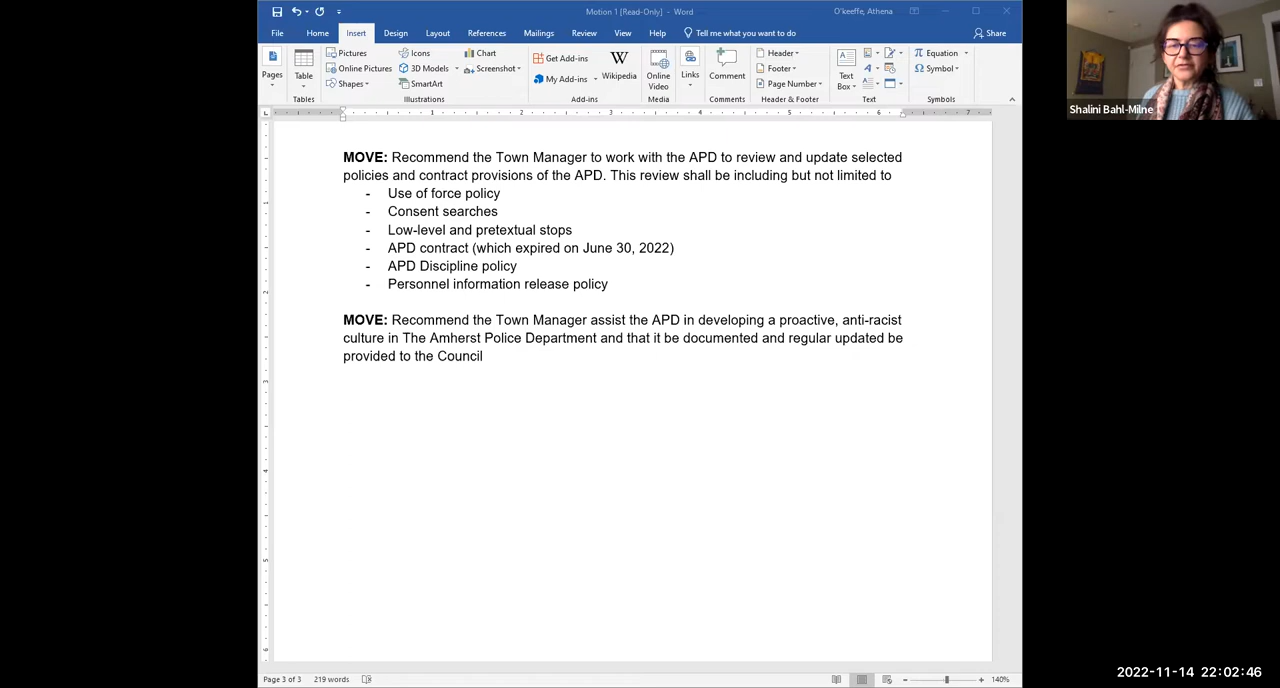 Motion 1 [Read-Only] - Word
O'keeffe, Athena
File Home Insert Design Layout References Mailings Review View Help Tell me what you want to do Share
Pages
Table
Tables
Pictures
Online Pictures
Shapes
Icons
3D Models
SmartArt
Chart
Screenshot
Illustrations
Get Add-ins
My Add-ins
W
Wikipedia
Add-ins
Online
Video
Media
Links
Comment
Comments
Header
Footer
Page Number
Header & Footer
Text
Box
Text
Equation
Symbol
Symbols
Shalini Bahl-Milne
1 2 3 4 5 6 7
MOVE: Recommend the Town Manager to work with the APD to review and update selected
policies and contract provisions of the APD. This review shall be including but not limited to
- Use of force policy
- Consent searches
- Low-level and pretextual stops
- APD contract (which expired on June 30, 2022)
- APD Discipline policy
- Personnel information release policy
MOVE: Recommend the Town Manager assist the APD in developing a proactive, anti-racist
culture in The Amherst Police Department and that it be documented and regular updated be
provided to the Council
Page 3 of 3 219 words
140%
2022-11-14 22:02:46